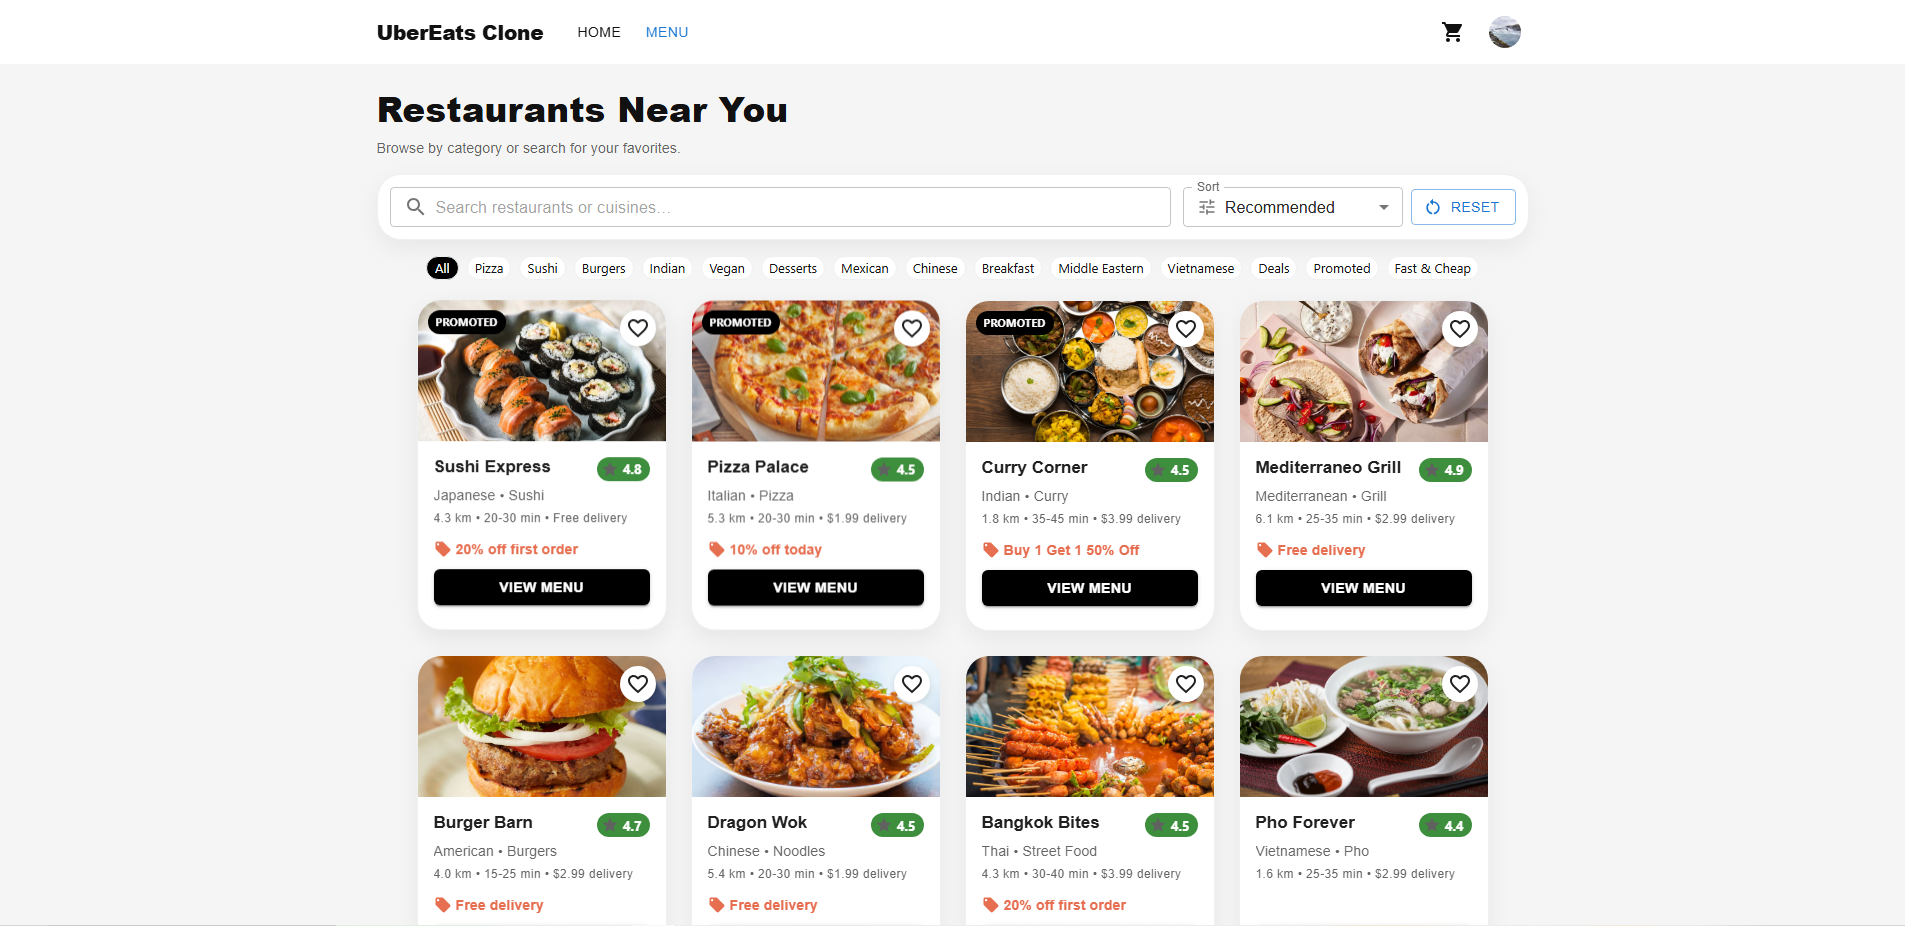 UberEats Clone HOME MENU
Restaurants Near You
Browse by category or search for your favorites.
Sort
Search restaurants or cuisines… Recommended RESET
All Pizza Sushi Burgers Indian Vegan Desserts Mexican Chinese Breakfast Middle Eastern Vietnamese Deals Promoted Fast & Cheap
PROMOTED
Sushi Express 4.8
Japanese • Sushi
4.3 km • 20-30 min • Free delivery
20% off first order
VIEW MENU
PROMOTED
Pizza Palace 4.5
Italian • Pizza
5.3 km • 20-30 min • $1.99 delivery
10% off today
VIEW MENU
PROMOTED
Curry Corner 4.5
Indian • Curry
1.8 km • 35-45 min • $3.99 delivery
Buy 1 Get 1 50% Off
VIEW MENU
Mediterraneo Grill 4.9
Mediterranean • Grill
6.1 km • 25-35 min • $2.99 delivery
Free delivery
VIEW MENU
Burger Barn 4.7
American • Burgers
4.0 km • 15-25 min • $2.99 delivery
Free delivery
Dragon Wok 4.5
Chinese • Noodles
5.4 km • 20-30 min • $1.99 delivery
Free delivery
Bangkok Bites 4.5
Thai • Street Food
4.3 km • 30-40 min • $3.99 delivery
20% off first order
Pho Forever 4.4
Vietnamese • Pho
1.6 km • 25-35 min • $2.99 delivery